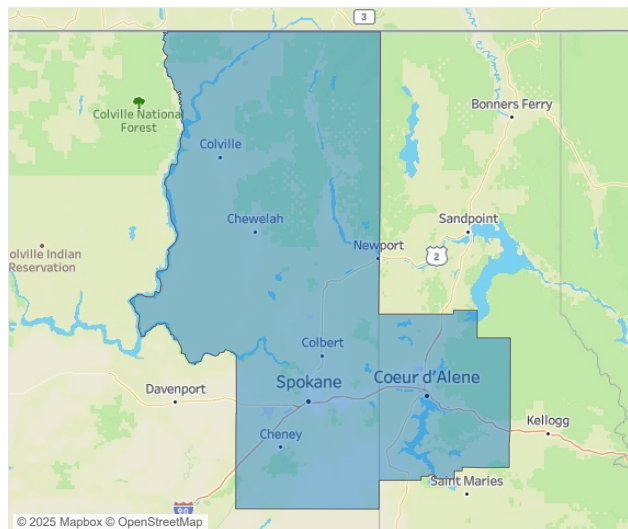 3
Bonners Ferry
Colville National
Forest
Colville
Chewelah
Sandpoint
olville Indian
Reservation
Newport
2
Colbert
Davenport
Spokane
Coeur d'Alene
Kellogg
Cheney
Saint Maries
90
© 2025 Mapbox © OpenStreetMap